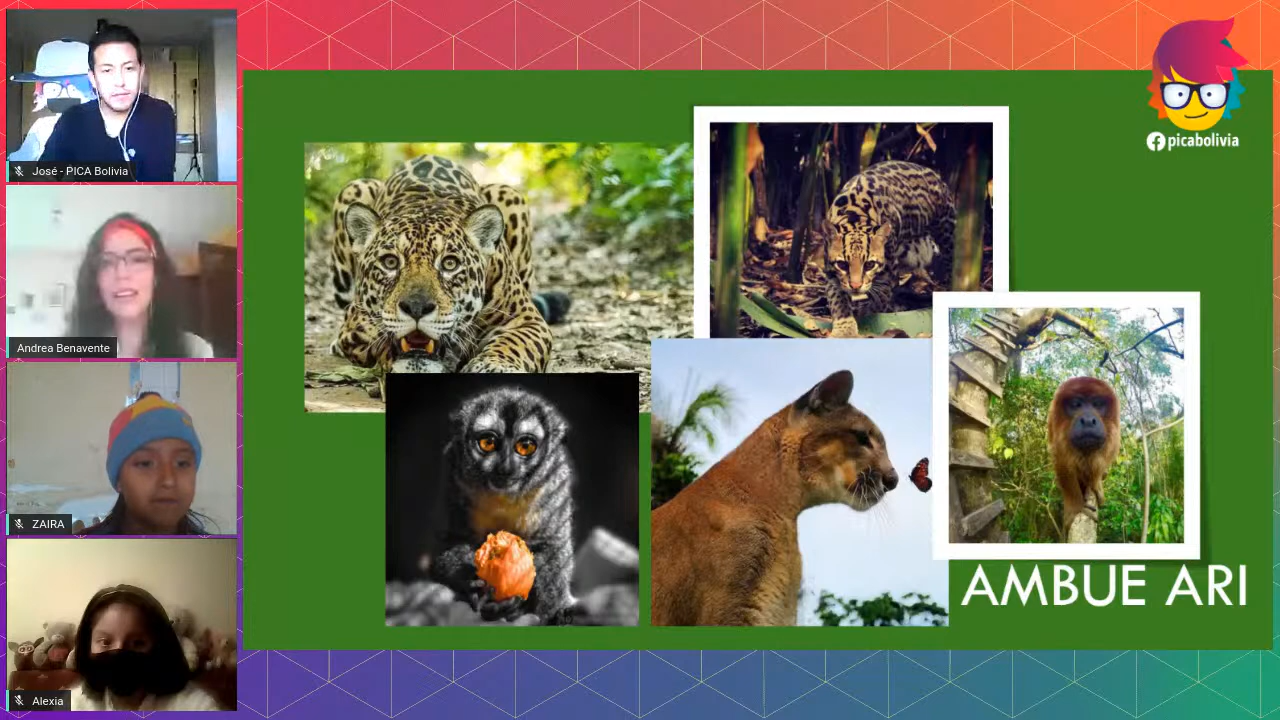 José - PICA Bolivia
Andrea Benavente
ZAIRA
Alexia
picabolivia
AMBUE ARI